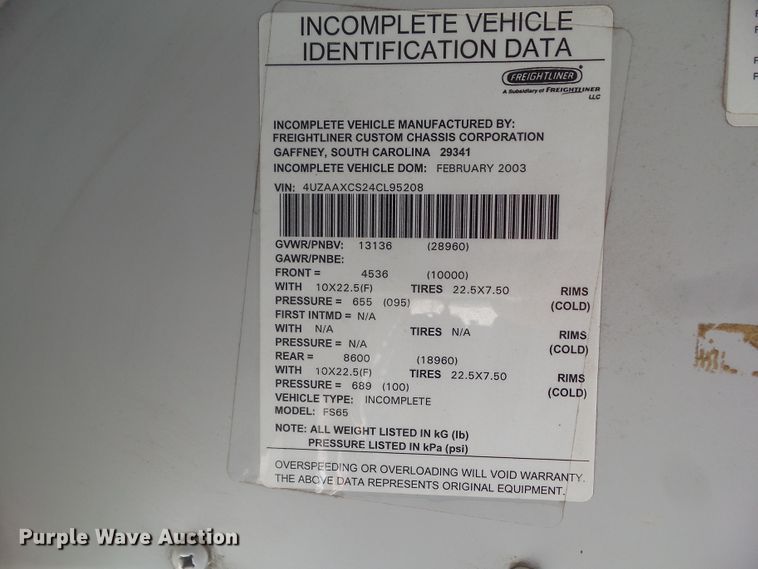 INCOMPLETE VEHICLE
IDENTIFICATION DATA
FREIGHTLINER
A Subsidiary of FREIGHTLINER
LLC
INCOMPLETE VEHICLE MANUFACTURED BY:
FREIGHTLINER CUSTOM CHASSIS CORPORATION
GAFFNEY, SOUTH CAROLINA 29341
INCOMPLETE VEHICLE DOM: FEBRUARY 2003
VIN: 4UZAAXCS24CL95208
GVWR/PNBV: 13136 (28960)
GAWR/PNBE:
FRONT = 4536 (10000)
WITH 10X22.5(F) TIRES 22.5X7.50 RIMS
PRESSURE = 655 (095) (COLD)
FIRST INTMD = N/A
WITH N/A TIRES N/A RIMS
PRESSURE = N/A (COLD)
REAR = 8600 (18960)
WITH 10X22.5(F) TIRES 22.5X7.50 RIMS
PRESSURE = 689 (100) (COLD)
VEHICLE TYPE: INCOMPLETE
MODEL: FS65
NOTE: ALL WEIGHT LISTED IN kG (lb)
PRESSURE LISTED IN kPa (psi)
OVERSPEEDING OR OVERLOADING WILL VOID WARRANTY.
THE ABOVE DATA REPRESENTS ORIGINAL EQUIPMENT.
Purple Wave Auction